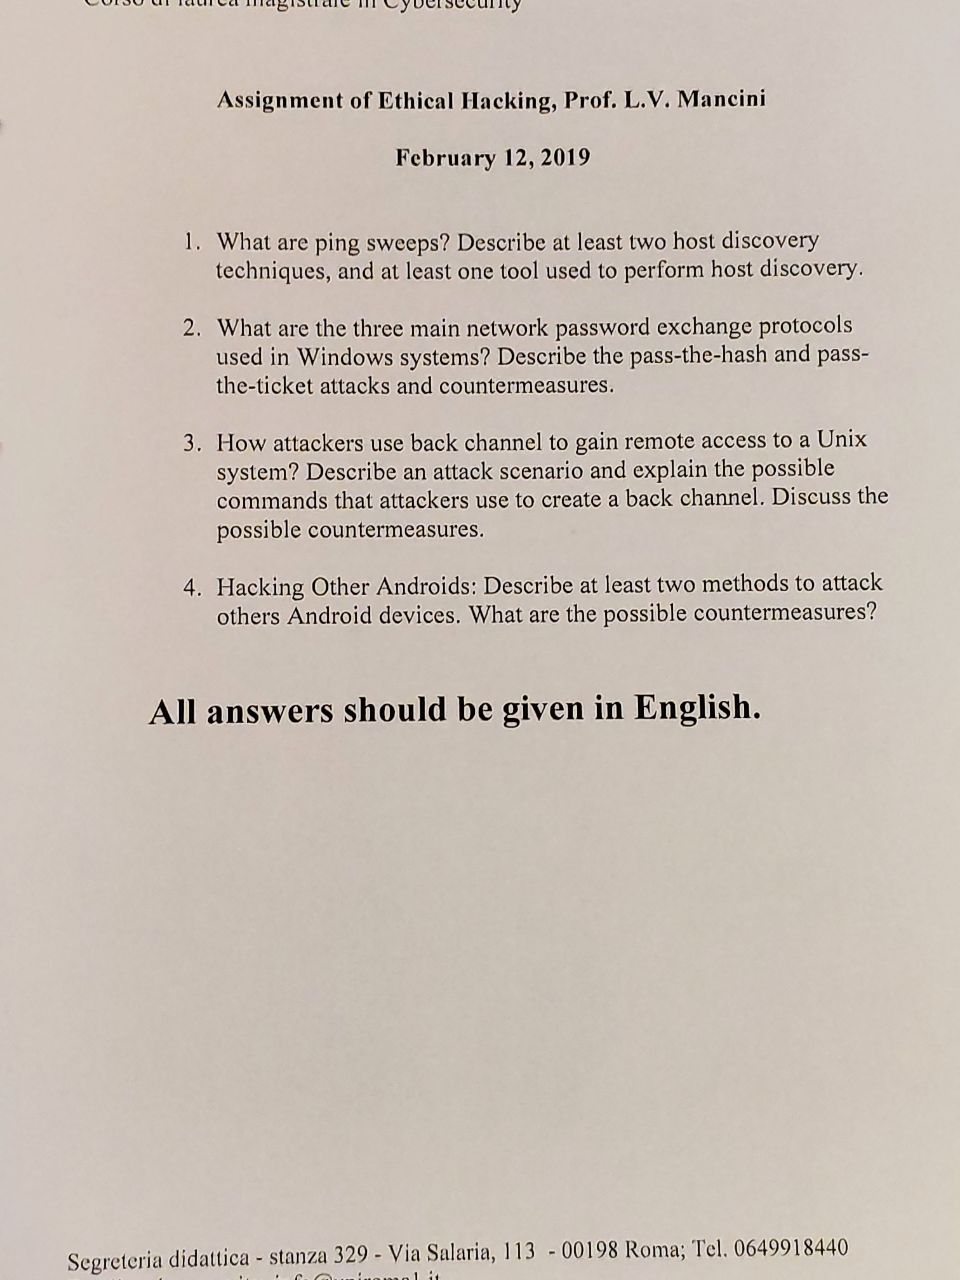 Corso di laurea magistrale in Cybersecurity
Assignment of Ethical Hacking, Prof. L.V. Mancini
February 12, 2019
1. What are ping sweeps? Describe at least two host discovery
techniques, and at least one tool used to perform host discovery.
2. What are the three main network password exchange protocols
used in Windows systems? Describe the pass-the-hash and pass-
the-ticket attacks and countermeasures.
3. How attackers use back channel to gain remote access to a Unix
system? Describe an attack scenario and explain the possible
commands that attackers use to create a back channel. Discuss the
possible countermeasures.
4. Hacking Other Androids: Describe at least two methods to attack
others Android devices. What are the possible countermeasures?
All answers should be given in English.
Segreteria didattica - stanza 329 - Via Salaria, 113 - 00198 Roma; Tel. 0649918440